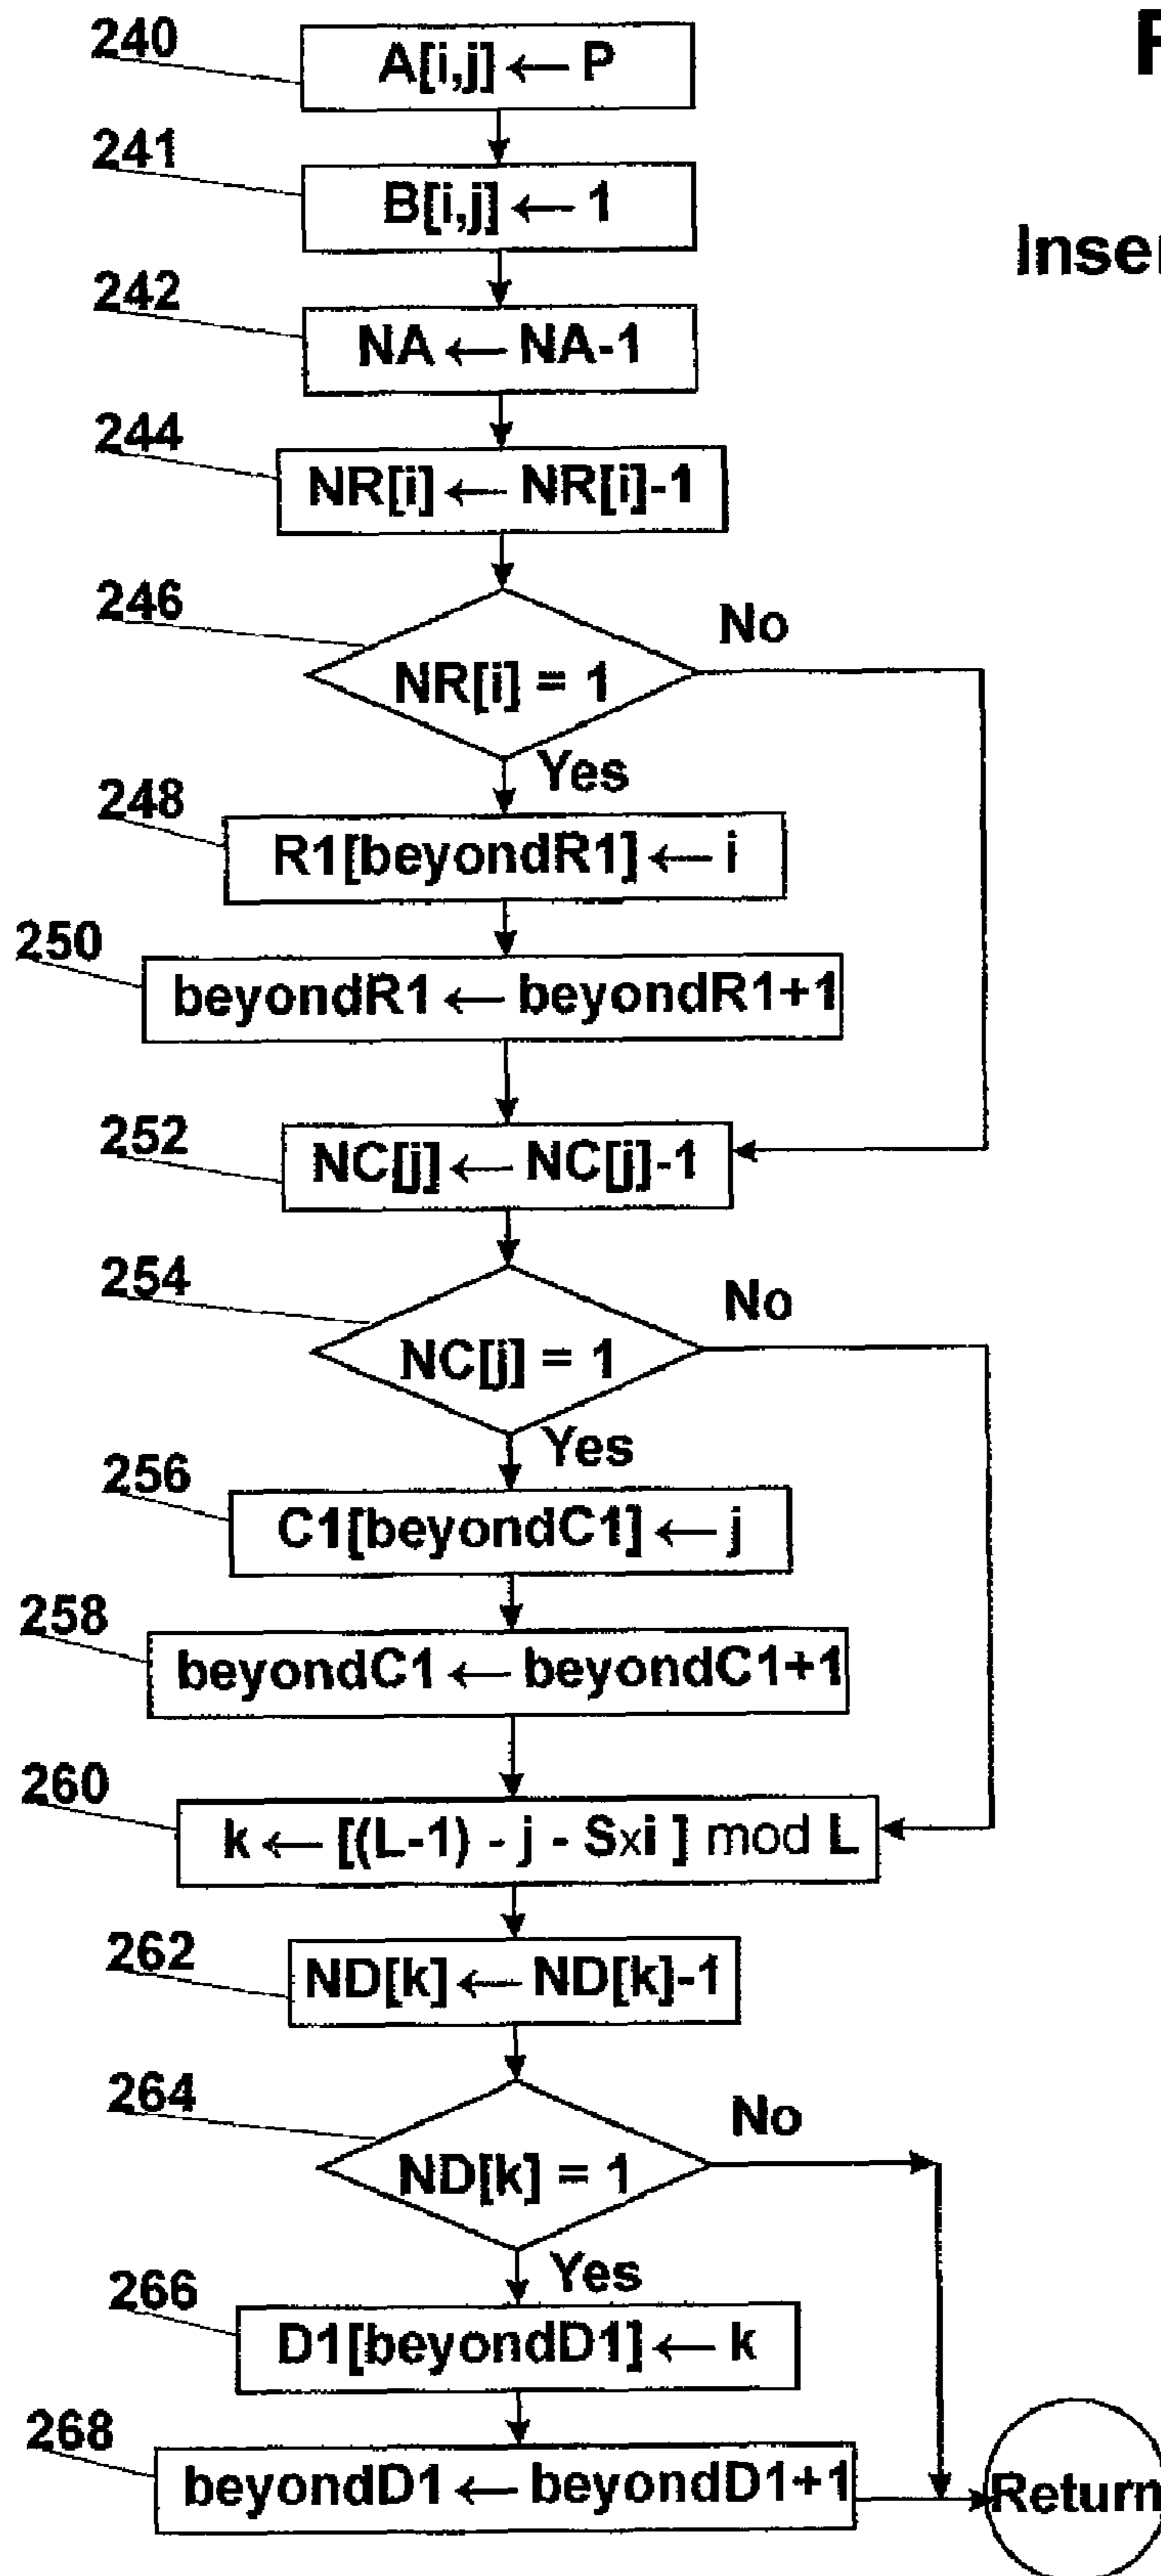 240
A[i,j] ← P
241
B[i,j] ← 1
242
NA ← NA-1
244
NR[i] ← NR[i]-1
246
NR[i] = 1
No
Yes
248
R1[beyondR1] ← i
250
beyondR1 ← beyondR1+1
252
NC[j] ← NC[j]-1
254
NC[j] = 1
No
Yes
256
C1[beyondC1] ← j
258
beyondC1 ← beyondC1+1
260
k ← [(L-1) - j - S×i ] mod L
262
ND[k] ← ND[k]-1
264
ND[k] = 1
No
Yes
266
D1[beyondD1] ← k
268
beyondD1 ← beyondD1+1
Return